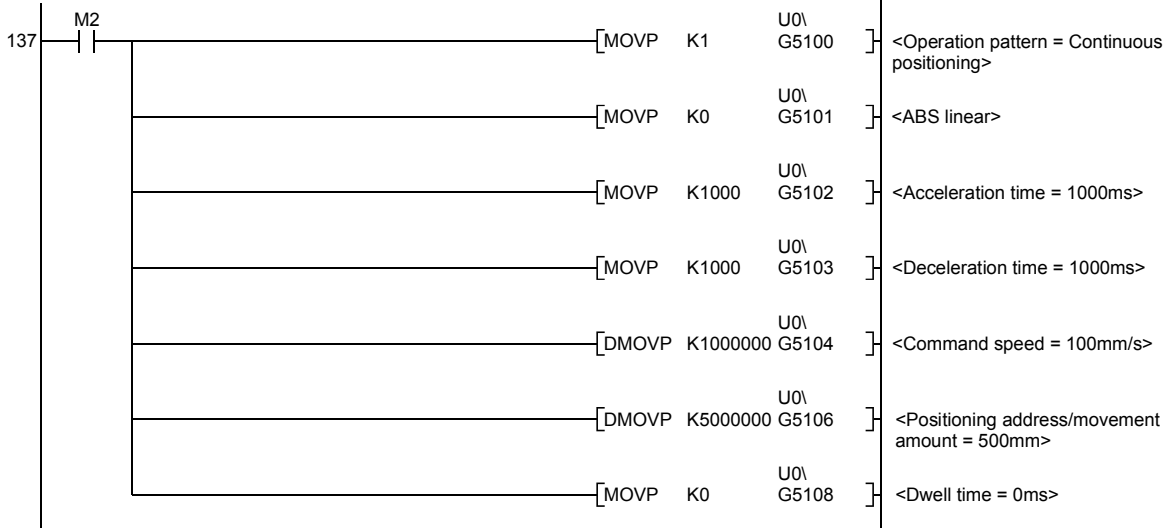 M2
137
U0\
MOVP K1 G5100 <Operation pattern = Continuous
positioning>
U0\
MOVP K0 G5101 <ABS linear>
U0\
MOVP K1000 G5102 <Acceleration time = 1000ms>
U0\
MOVP K1000 G5103 <Deceleration time = 1000ms>
U0\
DMOVP K1000000 G5104 <Command speed = 100mm/s>
U0\
DMOVP K5000000 G5106 <Positioning address/movement
amount = 500mm>
U0\
MOVP K0 G5108 <Dwell time = 0ms>